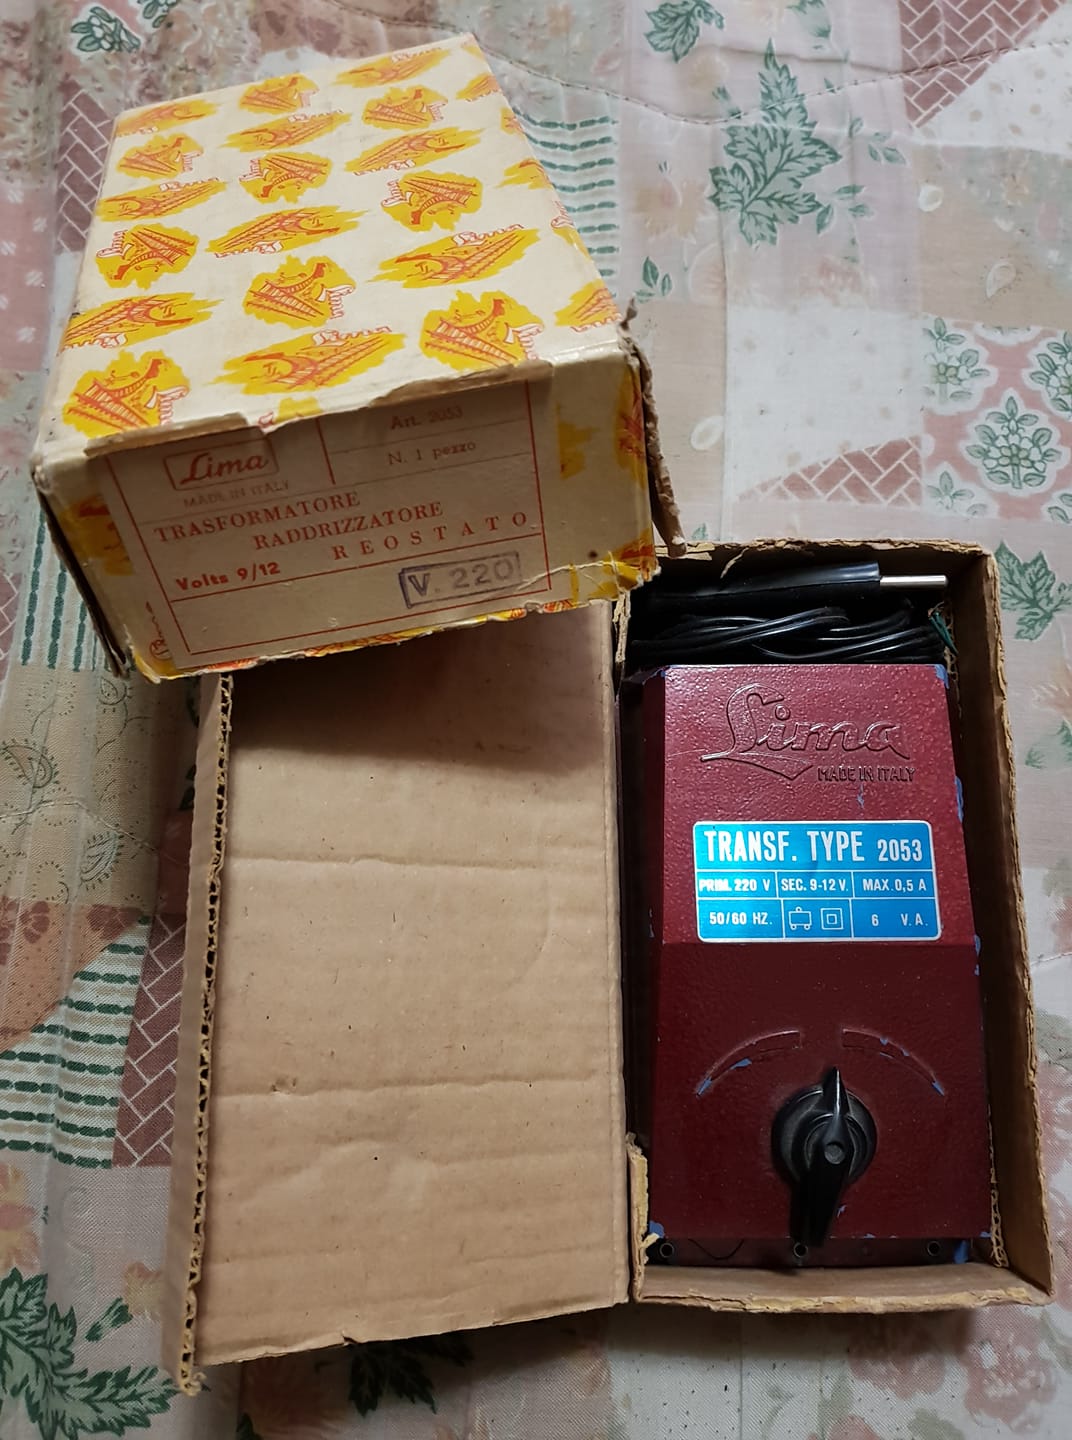 Lima
MADE IN ITALY
Art. 2053
N. 1 pezzo
TRASFORMATORE
RADDRIZZATORE
REOSTATO
Volts 9/12
V. 220
Lima
MADE IN ITALY
TRANSF. TYPE 2053
PRIM. 220 V SEC. 9-12 V. MAX. 0,5 A
50/60 HZ. 6 V.A.